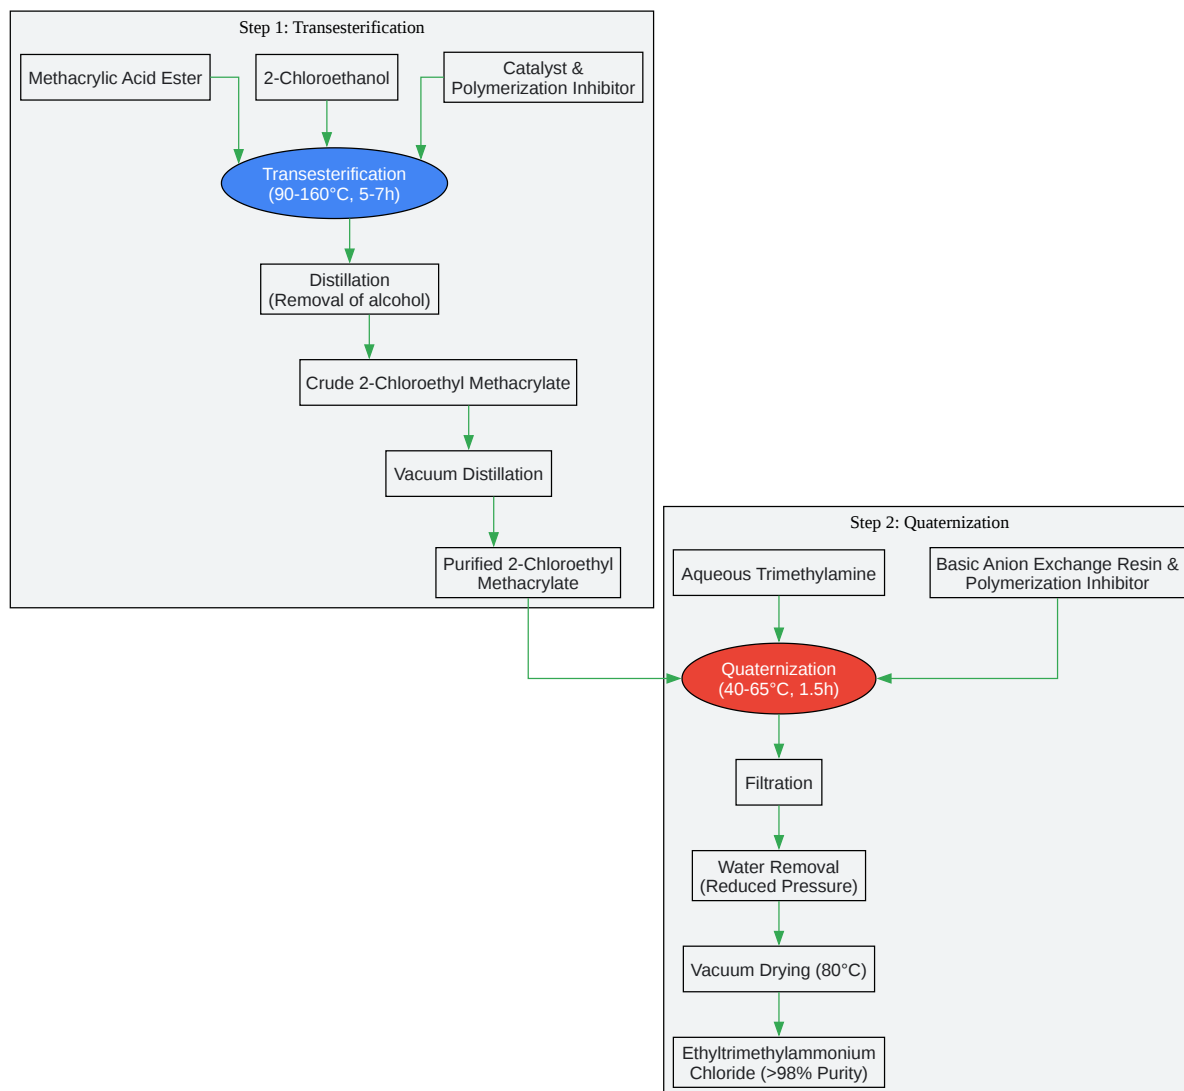 Step 1: Transesterification
Methacrylic Acid Ester
2-Chloroethanol
Catalyst &
Polymerization Inhibitor
Transesterification
(90-160°C, 5-7h)
Distillation
(Removal of alcohol)
Crude 2-Chloroethyl Methacrylate
Vacuum Distillation
Purified 2-Chloroethyl
Methacrylate
Step 2: Quaternization
Aqueous Trimethylamine
Basic Anion Exchange Resin &
Polymerization Inhibitor
Quaternization
(40-65°C, 1.5h)
Filtration
Water Removal
(Reduced Pressure)
Vacuum Drying (80°C)
Ethyltrimethylammonium
Chloride (>98% Purity)